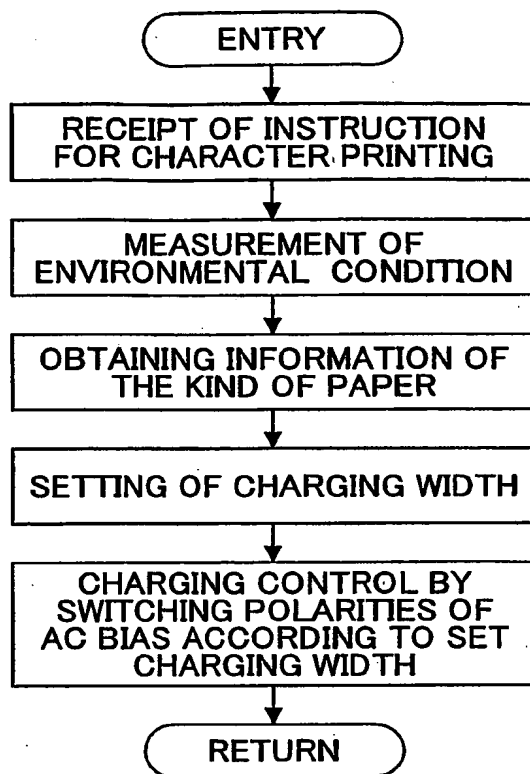 ENTRY
RECEIPT OF INSTRUCTION
FOR CHARACTER PRINTING
MEASUREMENT OF
ENVIRONMENTAL CONDITION
OBTAINING INFORMATION OF
THE KIND OF PAPER
SETTING OF CHARGING WIDTH
CHARGING CONTROL BY
SWITCHING POLARITIES OF
AC BIAS ACCORDING TO SET
CHARGING WIDTH
RETURN